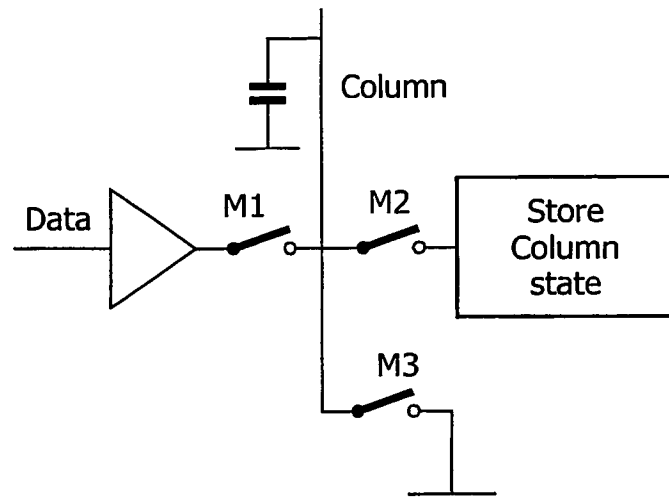 Column
Data
M1
M2
Store
Column
state
M3